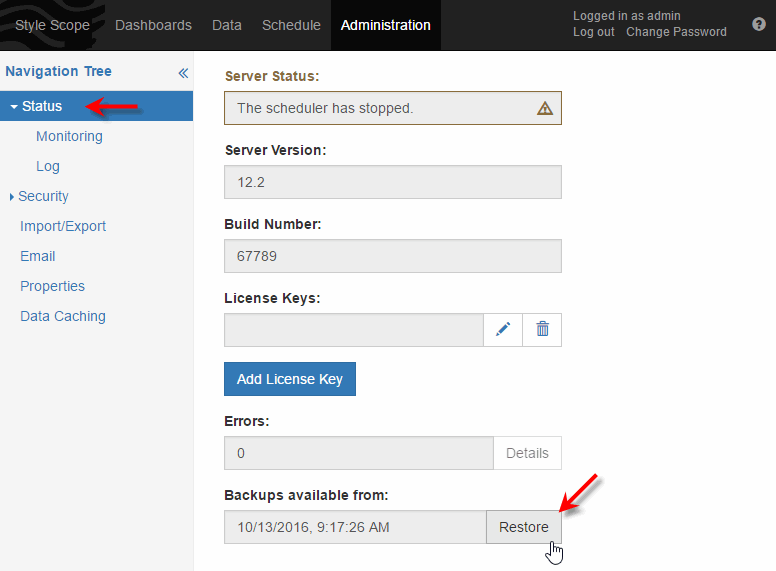 Style Scope Dashboards Data Schedule Administration
Logged in as admin
Log out Change Password
?
Navigation Tree «
Status
Monitoring
Log
Security
Import/Export
Email
Properties
Data Caching
Server Status:
The scheduler has stopped.
Server Version:
12.2
Build Number:
67789
License Keys:
Add License Key
Errors:
0 Details
Backups available from:
10/13/2016, 9:17:26 AM Restore